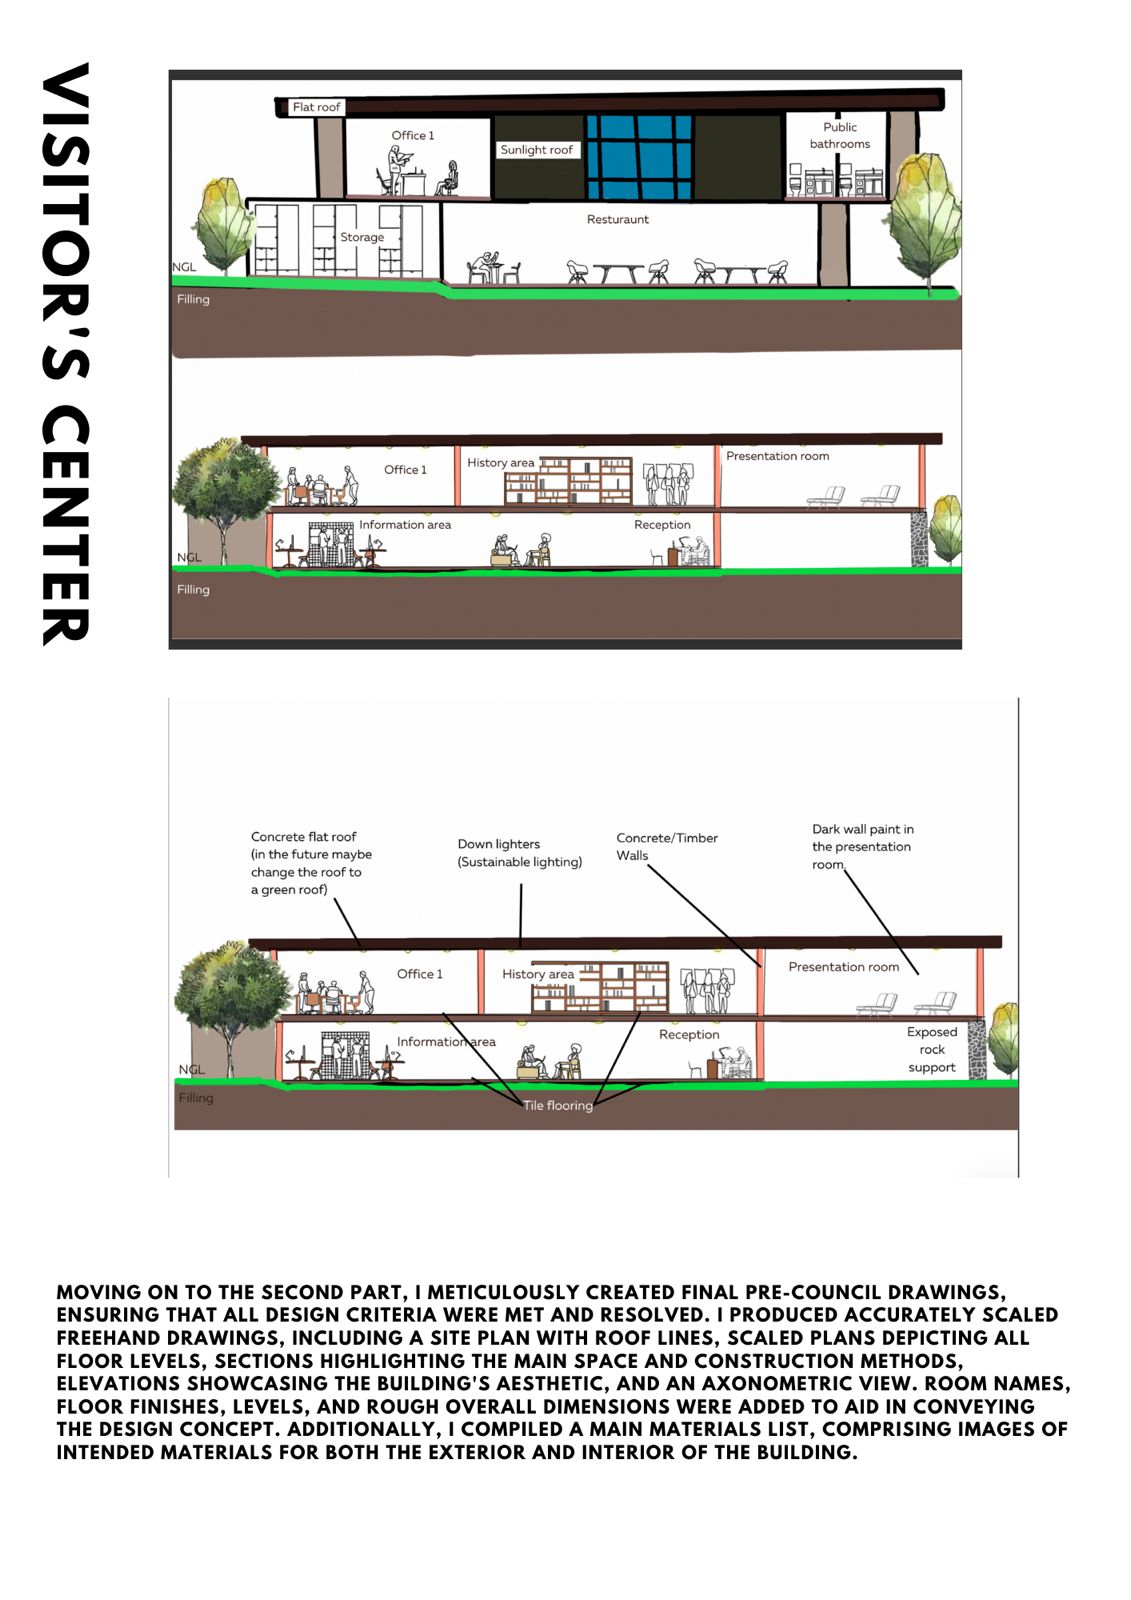 VISITOR'S CENTER
Flat roof
Office 1
Sunlight roof
Public
bathrooms
Resturaunt
Storage
NGL
Filling
Office 1
History area
Presentation room
Information area
Reception
NGL
Filling
Concrete flat roof
(in the future maybe
change the roof to
a green roof)
Down lighters
(Sustainable lighting)
Concrete/Timber
Walls
Dark wall paint in
the presentation
room.
Office 1
History area
Presentation room
Information area
Reception
Exposed
rock
support
NGL
Filling
Tile flooring
MOVING ON TO THE SECOND PART, I METICULOUSLY CREATED FINAL PRE-COUNCIL DRAWINGS,
ENSURING THAT ALL DESIGN CRITERIA WERE MET AND RESOLVED. I PRODUCED ACCURATELY SCALED
FREEHAND DRAWINGS, INCLUDING A SITE PLAN WITH ROOF LINES, SCALED PLANS DEPICTING ALL
FLOOR LEVELS, SECTIONS HIGHLIGHTING THE MAIN SPACE AND CONSTRUCTION METHODS,
ELEVATIONS SHOWCASING THE BUILDING'S AESTHETIC, AND AN AXONOMETRIC VIEW. ROOM NAMES,
FLOOR FINISHES, LEVELS, AND ROUGH OVERALL DIMENSIONS WERE ADDED TO AID IN CONVEYING
THE DESIGN CONCEPT. ADDITIONALLY, I COMPILED A MAIN MATERIALS LIST, COMPRISING IMAGES OF
INTENDED MATERIALS FOR BOTH THE EXTERIOR AND INTERIOR OF THE BUILDING.